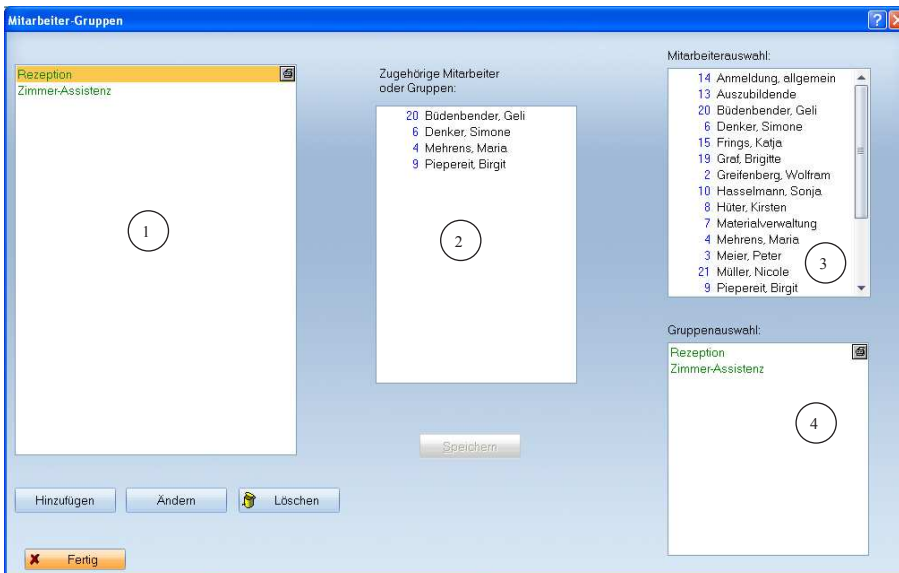 Mitarbeiter-Gruppen
Rezeption
Zimmer-Assistenz
1
Hinzufügen
Ändern
Löschen
Fertig
Zugehörige Mitarbeiter
oder Gruppen:
20 Büdenbender, Geli
6 Denker, Simone
4 Mehrens, Maria
9 Piepereit, Birgit
2
Speichern
Mitarbeiterauswahl:
14 Anmeldung, allgemein
13 Auszubildende
20 Büdenbender, Geli
6 Denker, Simone
15 Frings, Katja
19 Graf, Brigitte
2 Greifenberg, Wolfram
10 Hasselmann, Sonja
8 Hüter, Kirsten
7 Materialverwaltung
4 Mehrens, Maria
3 Meier, Peter
21 Müller, Nicole
9 Piepereit, Birgit
3
Gruppenauswahl:
Rezeption
Zimmer-Assistenz
4